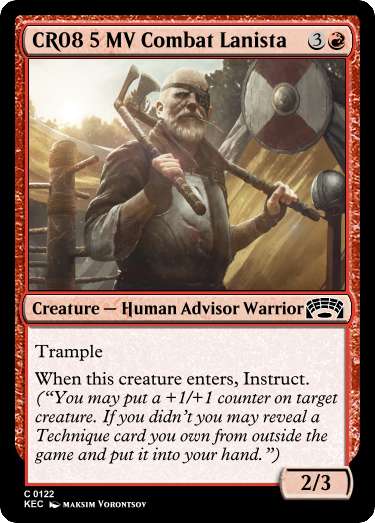 CR08 5 MV Combat Lanista 3
Creature — Human Advisor Warrior
Trample
When this creature enters, Instruct.
(“You may put a +1/+1 counter on target
creature. If you didn’t you may reveal a
Technique card you own from outside the
game and put it into your hand.”)
2/3
C 0122
KEC MAKSIM VORONTSOV